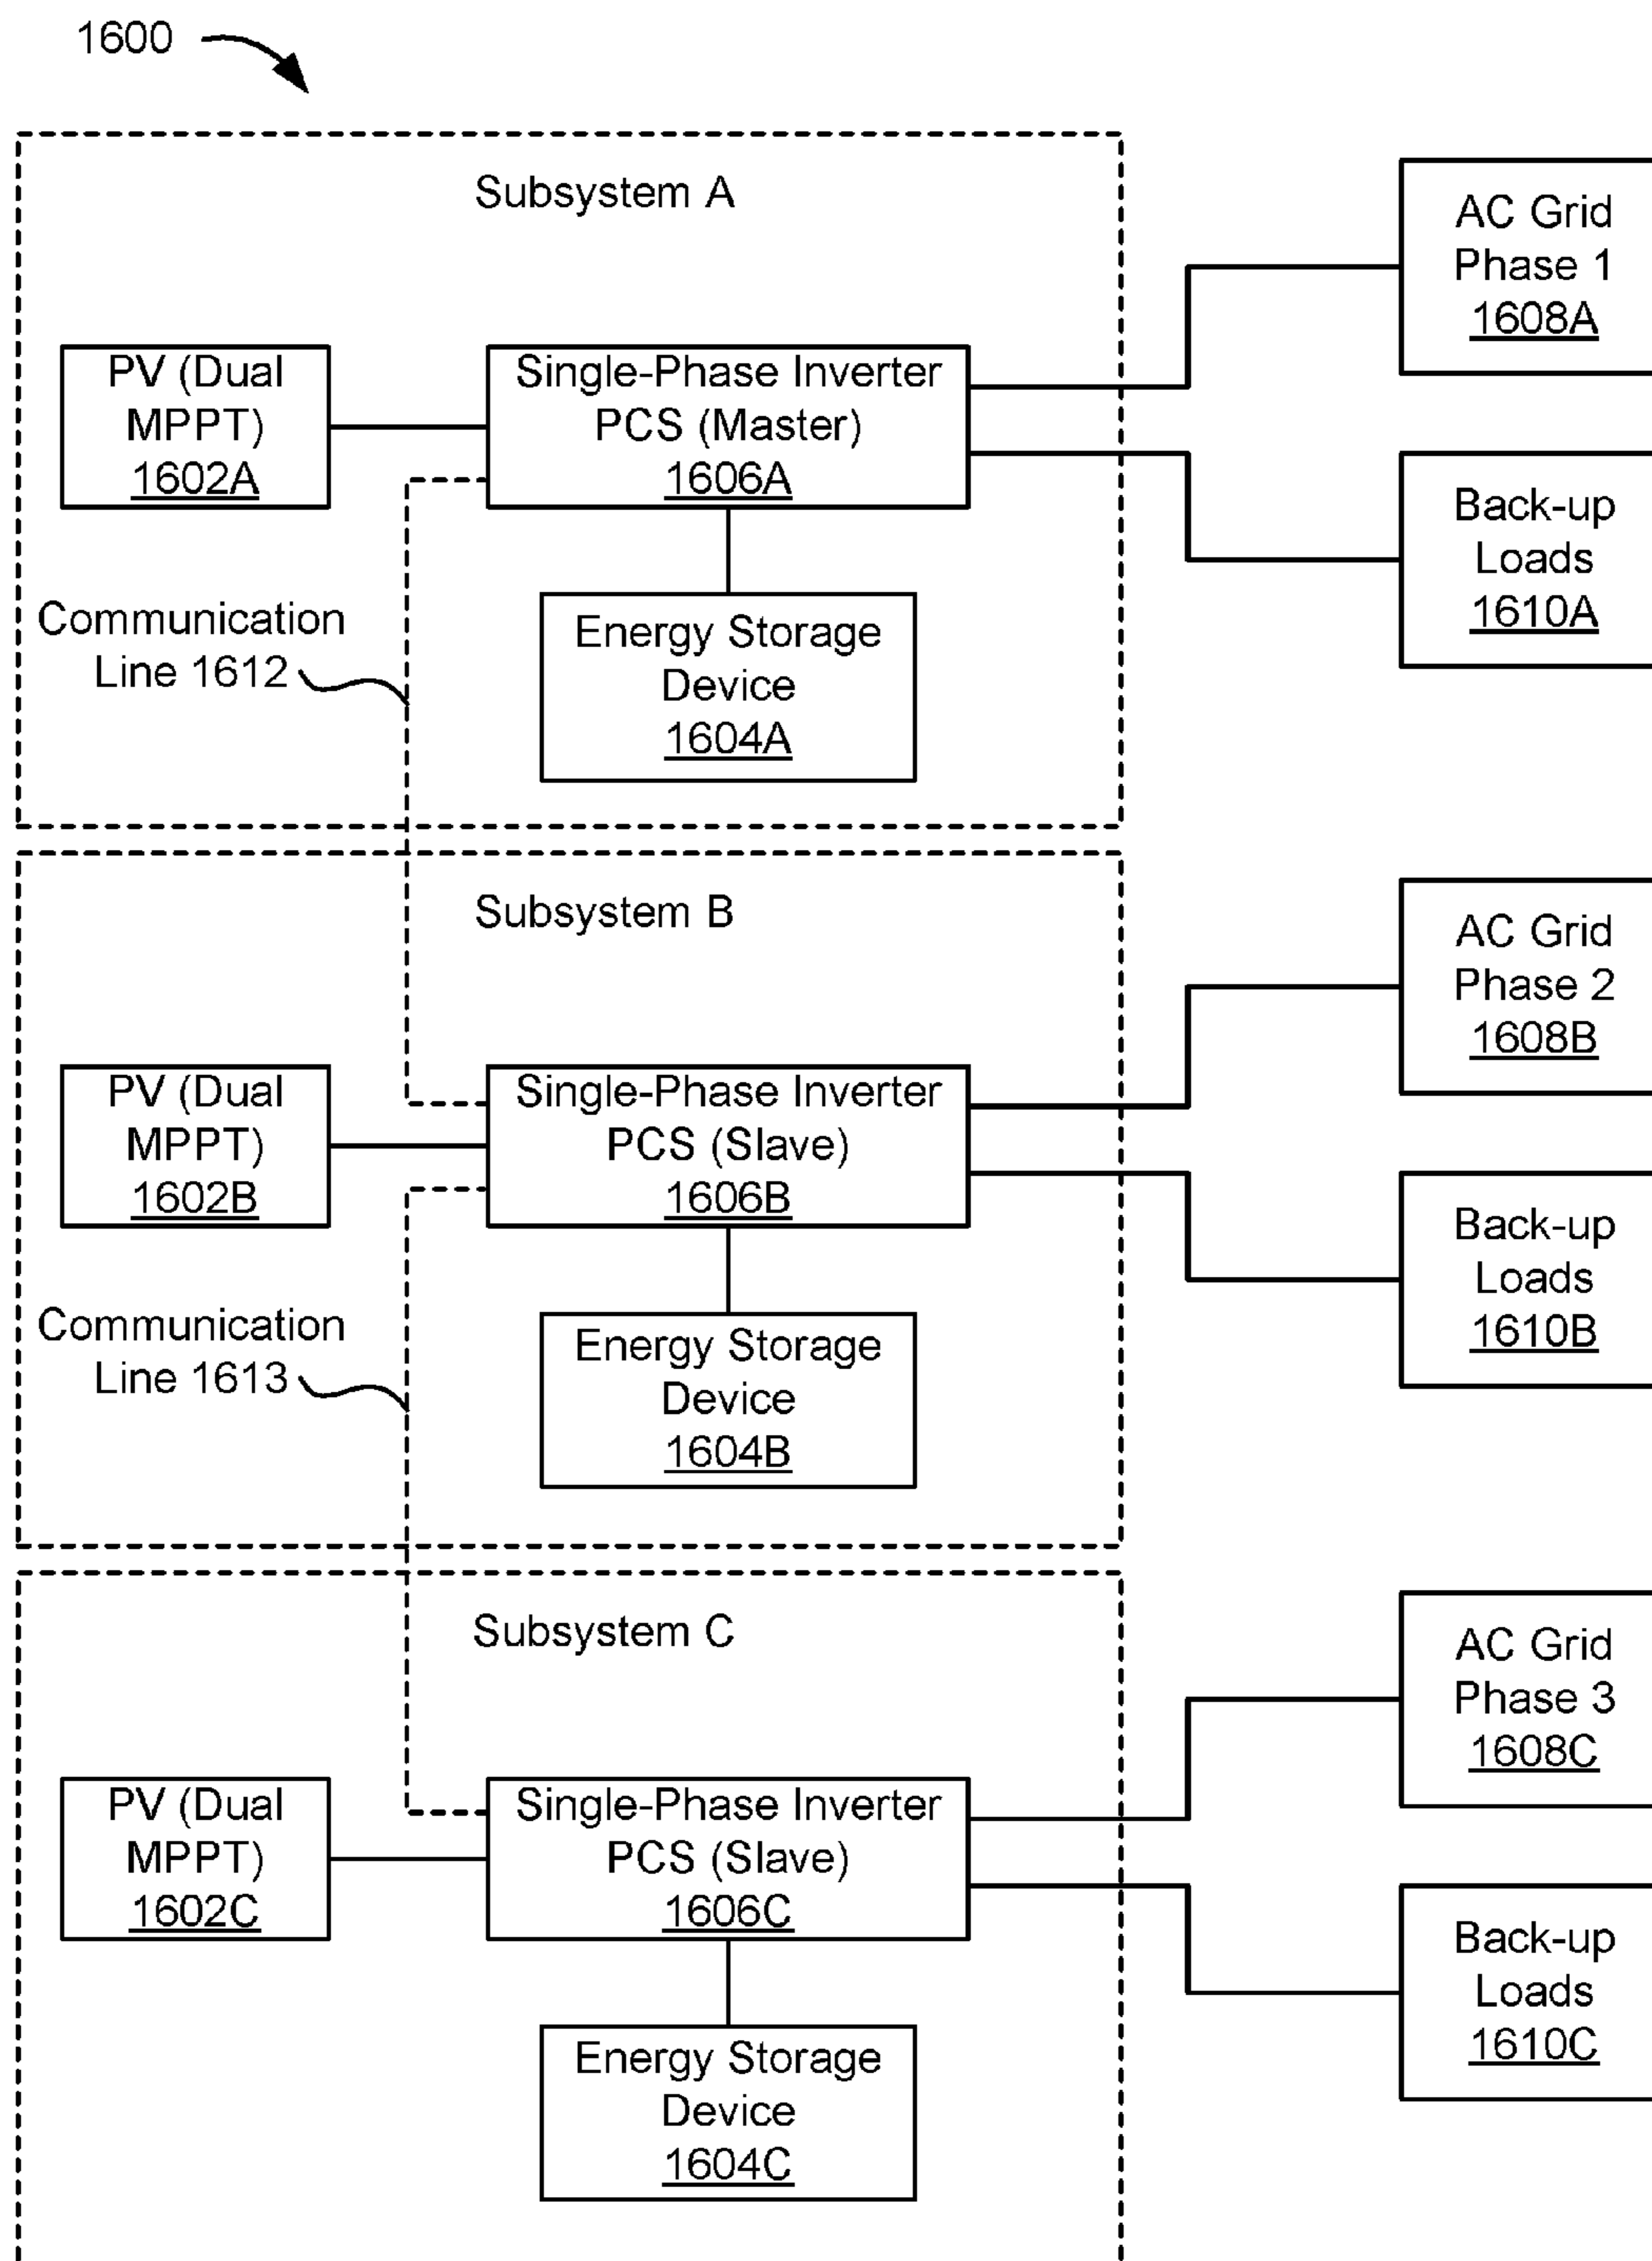 1600
Subsystem A
AC Grid
Phase 1
1608A
PV (Dual
MPPT)
1602A
Single-Phase Inverter
PCS (Master)
1606A
Back-up
Loads
1610A
Communication
Line 1612
Energy Storage
Device
1604A
Subsystem B
AC Grid
Phase 2
1608B
PV (Dual
MPPT)
1602B
Single-Phase Inverter
PCS (Slave)
1606B
Back-up
Loads
1610B
Communication
Line 1613
Energy Storage
Device
1604B
Subsystem C
AC Grid
Phase 3
1608C
PV (Dual
MPPT)
1602C
Single-Phase Inverter
PCS (Slave)
1606C
Back-up
Loads
1610C
Energy Storage
Device
1604C